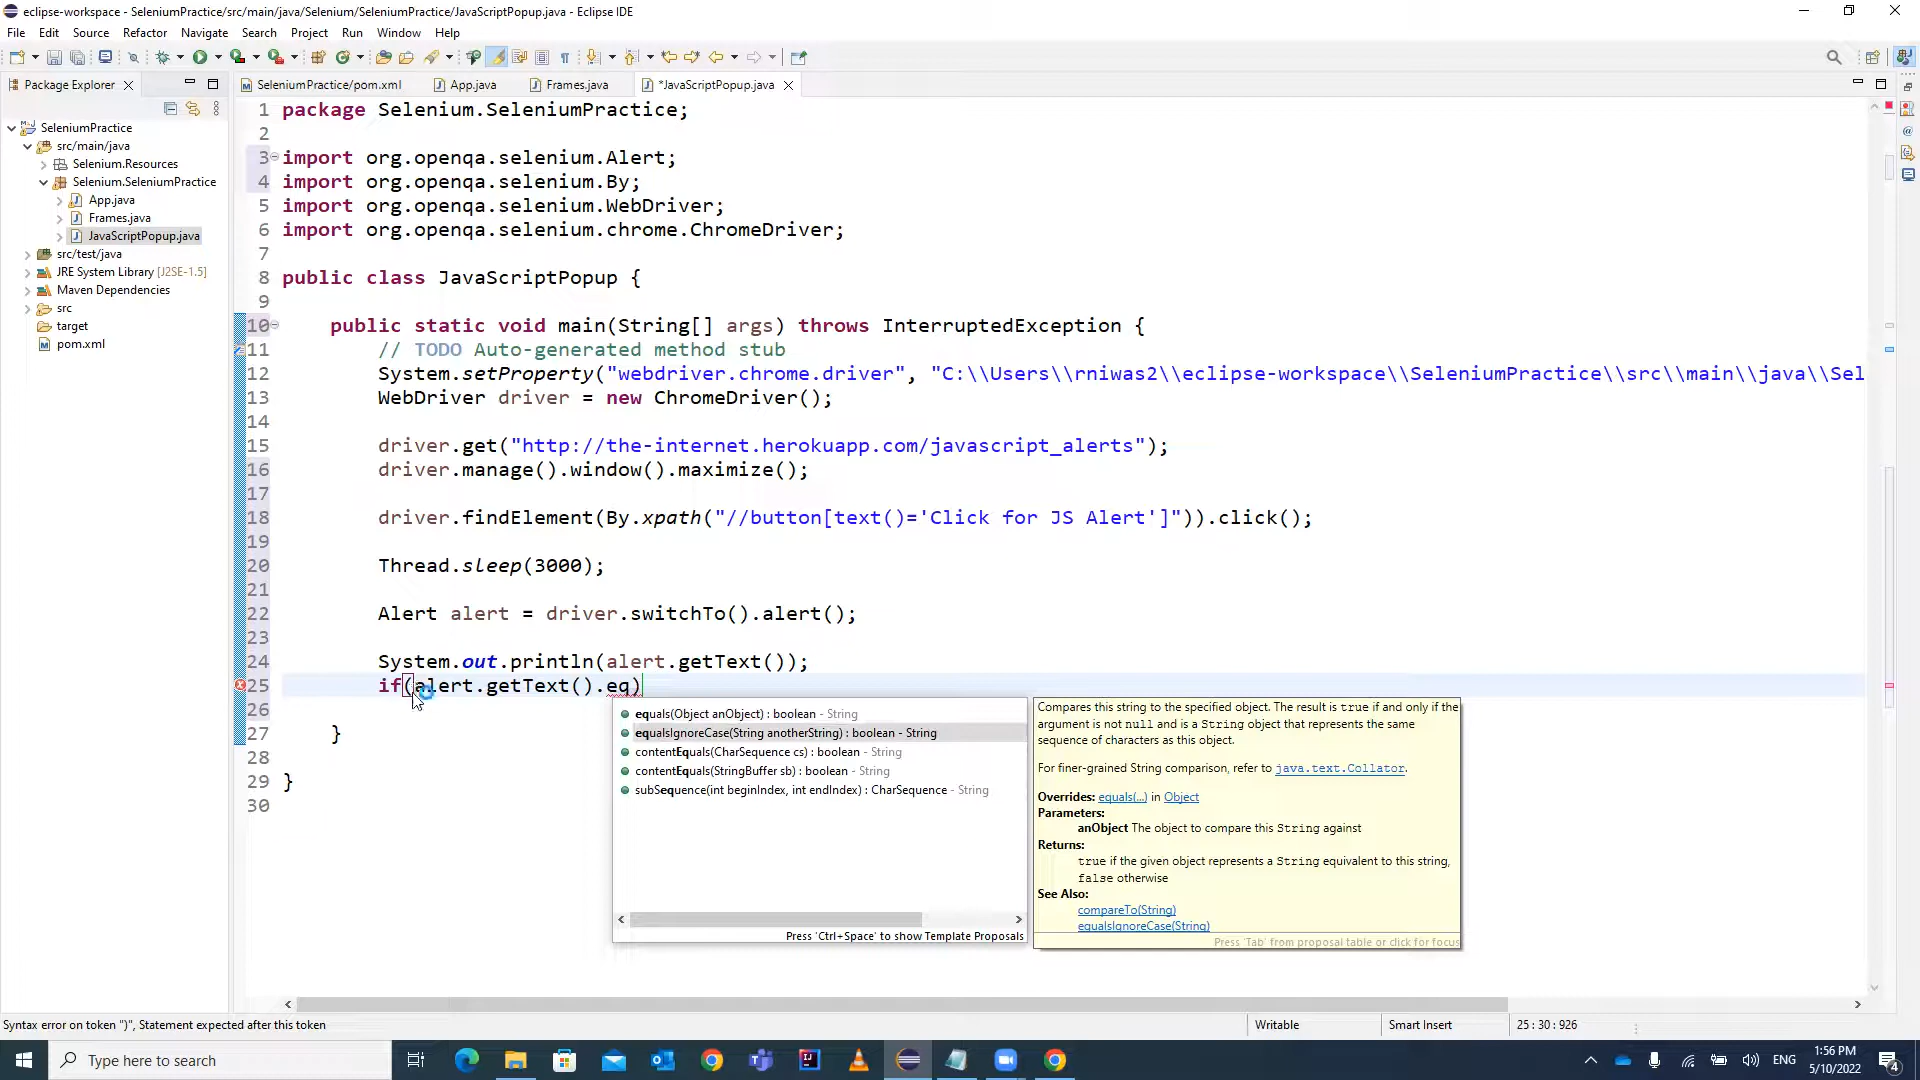 eclipse-workspace - SeleniumPractice/src/main/java/Selenium/SeleniumPractice/JavaScriptPopup.java - Eclipse IDE
File Edit Source Refactor Navigate Search Project Run Window Help
Package Explorer
SeleniumPractice/pom.xml App.java Frames.java *JavaScriptPopup.java
SeleniumPractice
src/main/java
Selenium.Resources
Selenium.SeleniumPractice
App.java
Frames.java
JavaScriptPopup.java
src/test/java
JRE System Library [J2SE-1.5]
Maven Dependencies
src
target
pom.xml
1 package Selenium.SeleniumPractice;
2
3 import org.openqa.selenium.Alert;
4 import org.openqa.selenium.By;
5 import org.openqa.selenium.WebDriver;
6 import org.openqa.selenium.chrome.ChromeDriver;
7
8 public class JavaScriptPopup {
9
10 public static void main(String[] args) throws InterruptedException {
11 // TODO Auto-generated method stub
12 System.setProperty("webdriver.chrome.driver", "C:\\Users\\rniwas2\\eclipse-workspace\\SeleniumPractice\\src\\main\\java\\Sel
13 WebDriver driver = new ChromeDriver();
14
15 driver.get("http://the-internet.herokuapp.com/javascript_alerts");
16 driver.manage().window().maximize();
17
18 driver.findElement(By.xpath("//button[text()='Click for JS Alert']")).click();
19
20 Thread.sleep(3000);
21
22 Alert alert = driver.switchTo().alert();
23
24 System.out.println(alert.getText());
25 if(alert.getText().eq)
26
27 }
28
29 }
30
equals(Object anObject) : boolean - String
equalsIgnoreCase(String anotherString) : boolean - String
contentEquals(CharSequence cs) : boolean - String
contentEquals(StringBuffer sb) : boolean - String
subSequence(int beginIndex, int endIndex) : CharSequence - String
Press 'Ctrl+Space' to show Template Proposals
Compares this string to the specified object. The result is true if and only if the
argument is not null and is a String object that represents the same
sequence of characters as this object.
For finer-grained String comparison, refer to java.text.Collator.
Overrides: equals(...) in Object
Parameters:
anObject The object to compare this String against
Returns:
true if the given object represents a String equivalent to this string,
false otherwise
See Also:
compareTo(String)
equalsIgnoreCase(String)
Press 'Tab' from proposal table or click for focus
Syntax error on token ")", Statement expected after this token
Writable Smart Insert 25 : 30 : 926
Type here to search
ENG
1:56 PM
5/10/2022
4